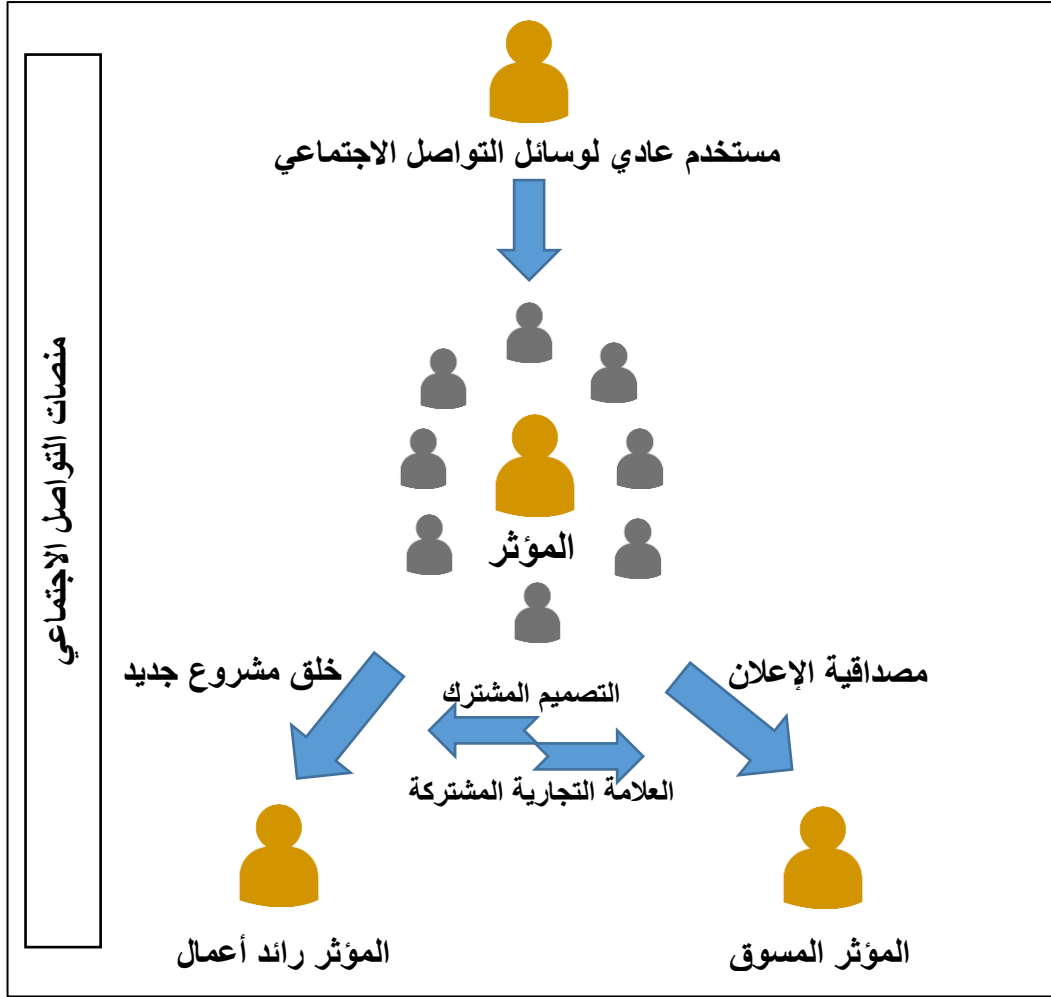 مستخدم عادي لوسائل التواصل الاجتماعي
منصات التواصل الاجتماعي
المؤثر
مصداقية الإعلان
خلق مشروع جديد
التصميم المشترك
العلامة التجارية المشتركة
المؤثر المسوق
المؤثر رائد أعمال